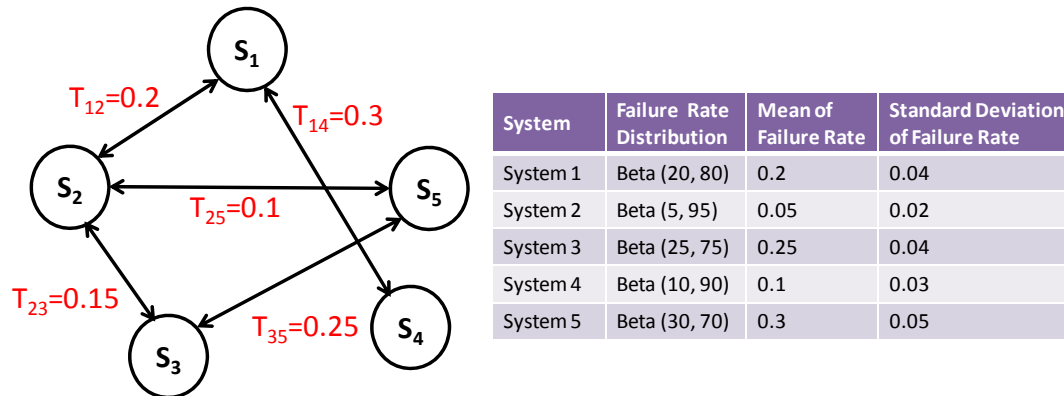 S1
T12=0.2
T14=0.3
S2
S5
T25=0.1
T23=0.15
T35=0.25
S4
S3
System Failure Rate Distribution Mean of Failure Rate Standard Deviation of Failure Rate
System 1 Beta (20, 80) 0.2 0.04
System 2 Beta (5, 95) 0.05 0.02
System 3 Beta (25, 75) 0.25 0.04
System 4 Beta (10, 90) 0.1 0.03
System 5 Beta (30, 70) 0.3 0.05